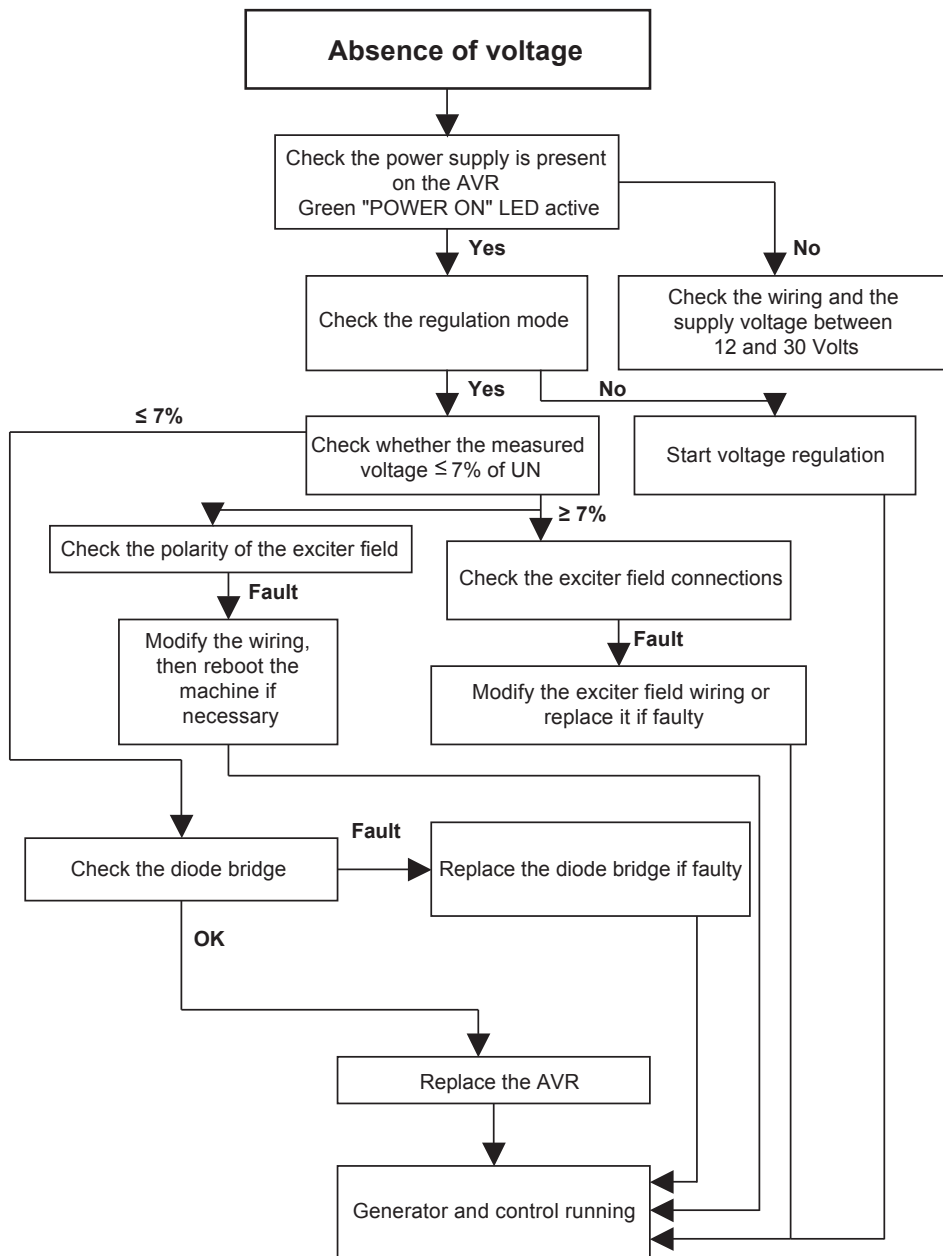 Absence of voltage
Check the power supply is present
on the AVR
Green "POWER ON" LED active
Yes
No
Check the regulation mode
Check the wiring and the
supply voltage between
12 and 30 Volts
Yes
No
≤ 7%
Check whether the measured
voltage ≤ 7% of UN
Start voltage regulation
≥ 7%
Check the polarity of the exciter field
Check the exciter field connections
Fault
Modify the wiring,
then reboot the
machine if
necessary
Fault
Modify the exciter field wiring or
replace it if faulty
Check the diode bridge
Fault
Replace the diode bridge if faulty
OK
Replace the AVR
Generator and control running